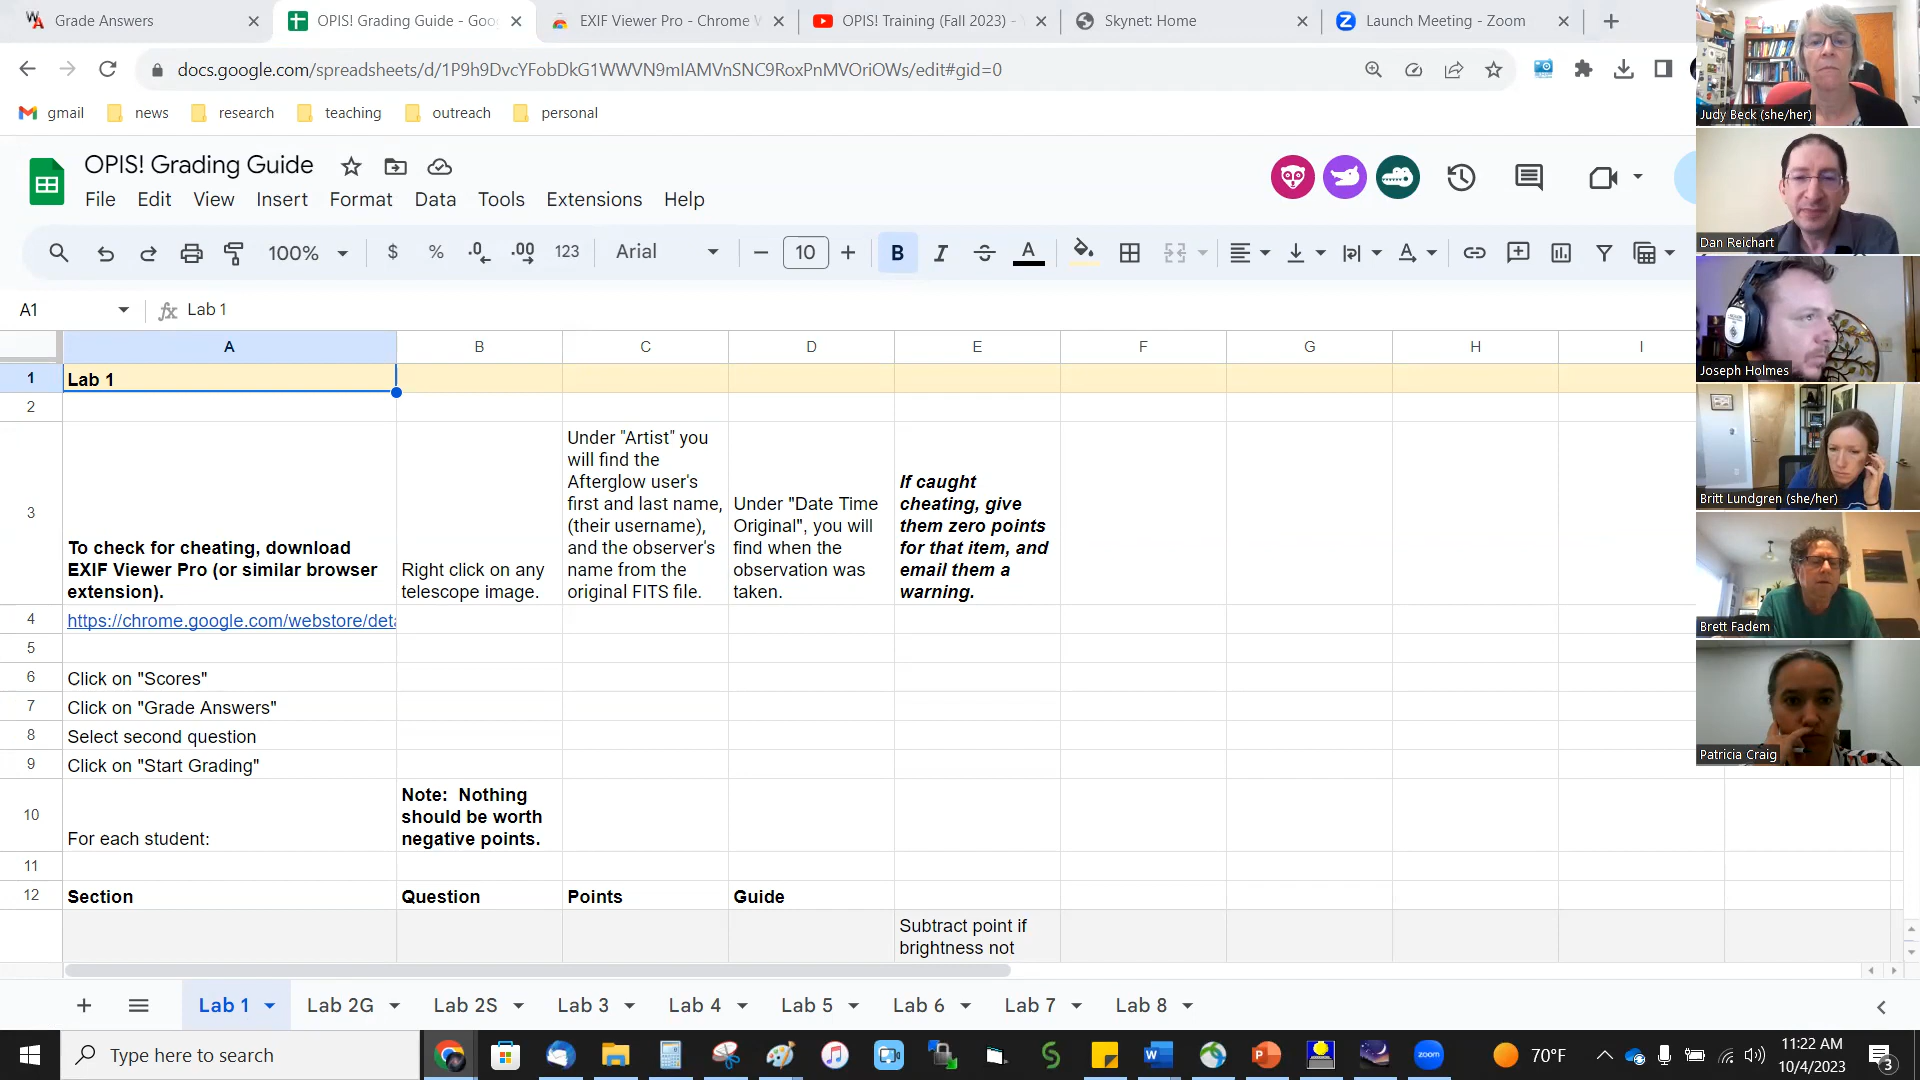 Grade Answers
OPIS! Grading Guide - Goo
EXIF Viewer Pro - Chrome W
OPIS! Training (Fall 2023) -
Skynet: Home
Launch Meeting - Zoom
docs.google.com/spreadsheets/d/1P9h9DvcYFobDkG1WWVN9mIAMVnSNC9RoxPnMVOriOWs/edit#gid=0
gmail
news
research
teaching
outreach
personal
OPIS! Grading Guide
File Edit View Insert Format Data Tools Extensions Help
100% $ % .0 .00 123 Arial 10 B I
A1 fx Lab 1
A B C D E F G H I
1 Lab 1
2
3
To check for cheating, download
EXIF Viewer Pro (or similar browser
extension).
Right click on any
telescope image.
Under "Artist" you
will find the
Afterglow user's
first and last name,
(their username),
and the observer's
name from the
original FITS file.
Under "Date Time
Original", you will
find when the
observation was
taken.
If caught
cheating, give
them zero points
for that item, and
email them a
warning.
4 https://chrome.google.com/webstore/deta
5
6 Click on "Scores"
7 Click on "Grade Answers"
8 Select second question
9 Click on "Start Grading"
10 For each student:
Note: Nothing
should be worth
negative points.
11
12 Section Question Points Guide
Subtract point if
brightness not
Lab 1 Lab 2G Lab 2S Lab 3 Lab 4 Lab 5 Lab 6 Lab 7 Lab 8
Judy Beck (she/her)
Dan Reichart
Joseph Holmes
Britt Lundgren (she/her)
Brett Fadem
Patricia Craig
Type here to search
zoom
70°F
11:22 AM
10/4/2023
3